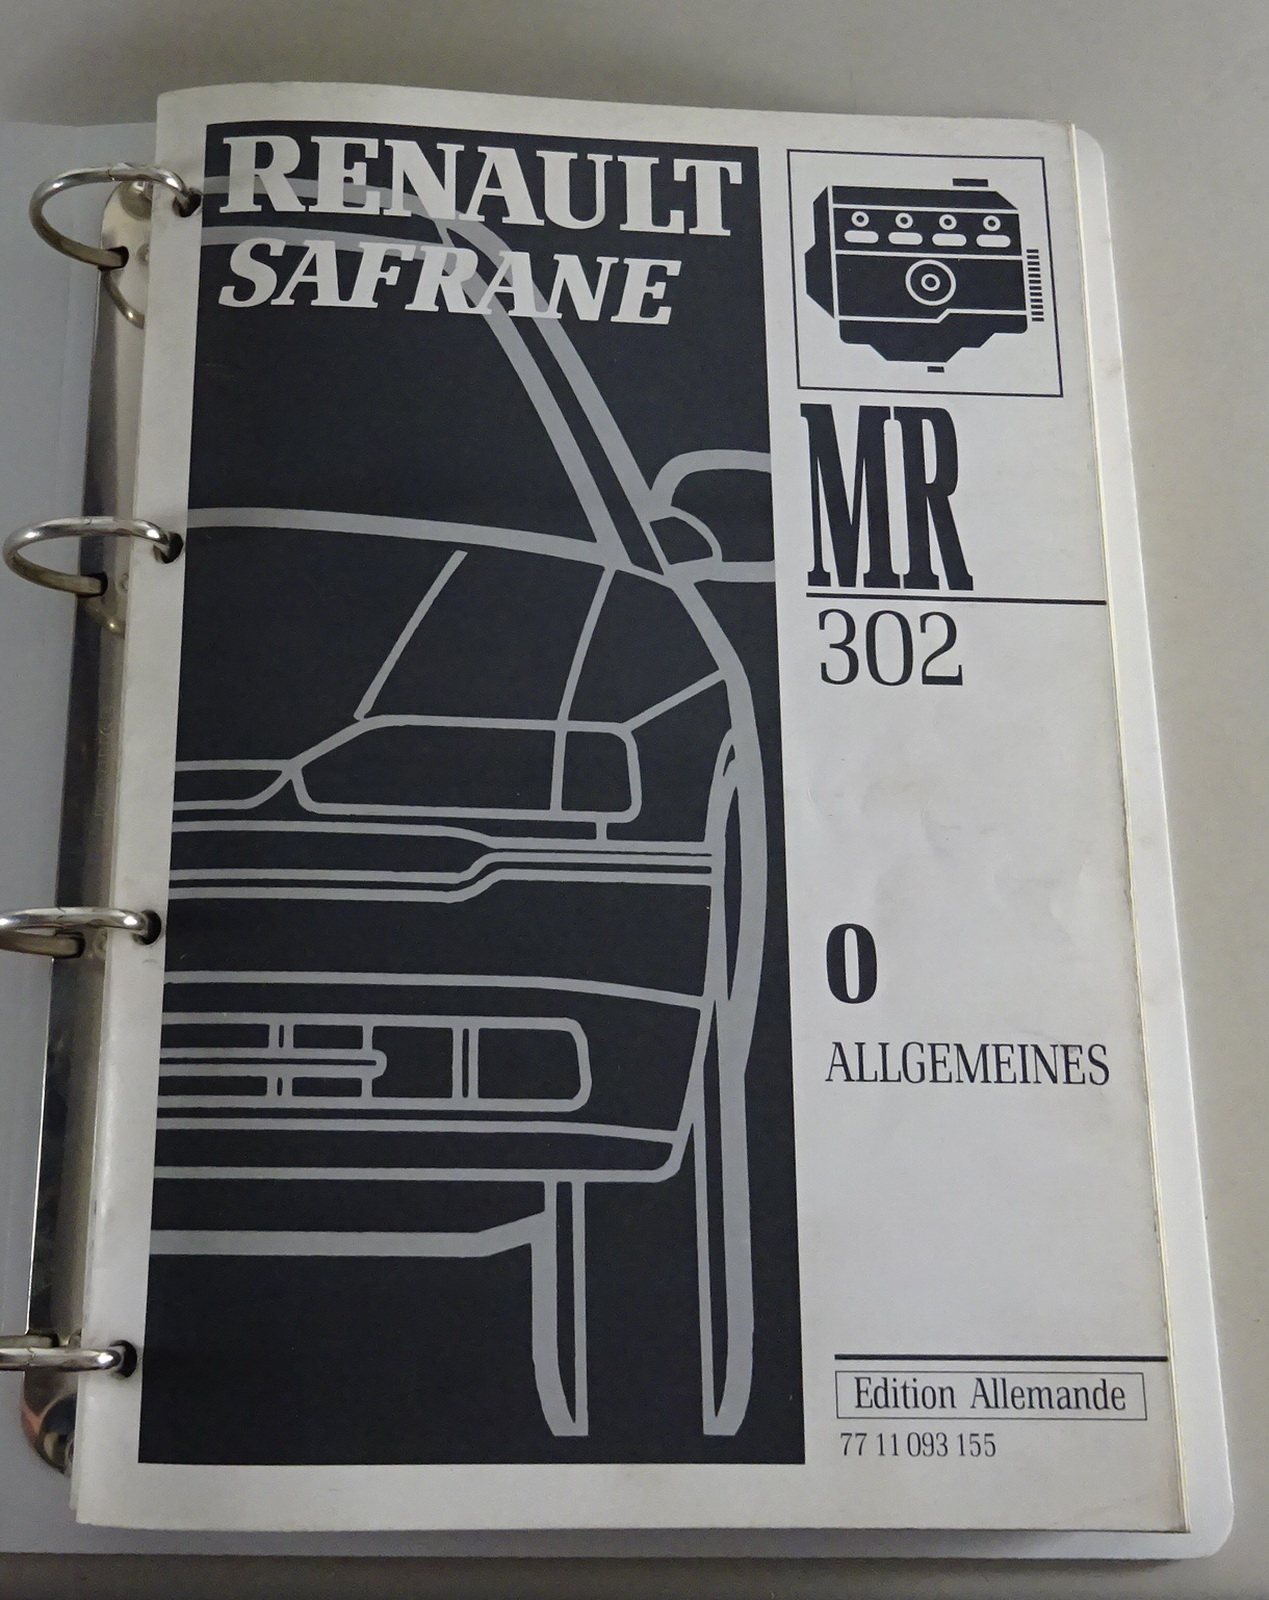 RENAULT
SAFRANE
MR
302
0
ALLGEMEINES
Edition Allemande
77 11 093 155